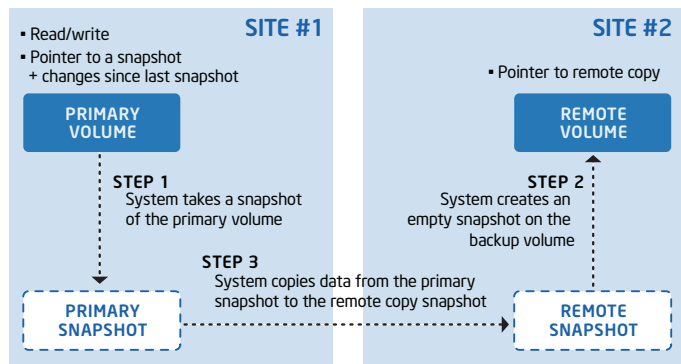 SITE #1
▪ Read/write
▪ Pointer to a snapshot
+ changes since last snapshot
PRIMARY
VOLUME
STEP 1
System takes a snapshot
of the primary volume
SITE #2
▪ Pointer to remote copy
REMOTE
VOLUME
STEP 2
System creates an
empty snapshot on the
backup volume
STEP 3
System copies data from the primary
snapshot to the remote copy snapshot
PRIMARY
SNAPSHOT
REMOTE
SNAPSHOT